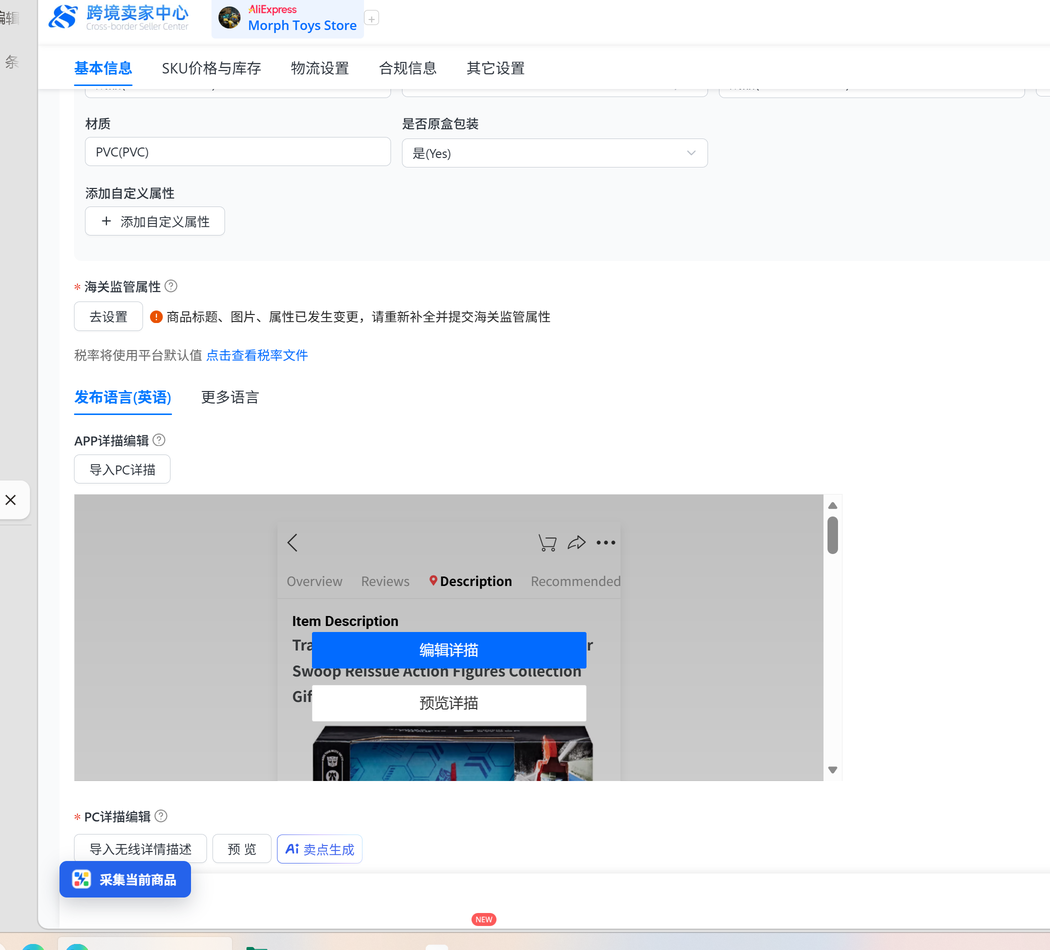 编辑
条
跨境卖家中心
Cross-border Seller Center
AliExpress
Morph Toys Store
基本信息 SKU价格与库存 物流设置 合规信息 其它设置
材质 是否原盒包装
PVC(PVC) 是(Yes)
添加自定义属性
+ 添加自定义属性
* 海关监管属性 ?
去设置 ! 商品标题、图片、属性已发生变更，请重新补全并提交海关监管属性
税率将使用平台默认值 点击查看税率文件
发布语言(英语) 更多语言
APP详描编辑 ?
导入PC详描
Overview Reviews Description Recommended
Item Description
编辑详描
Swoop Reissue Action Figures Collection
预览详描
* PC详描编辑 ?
导入无线详情描述 预 览 Ai 卖点生成
采集当前商品
NEW